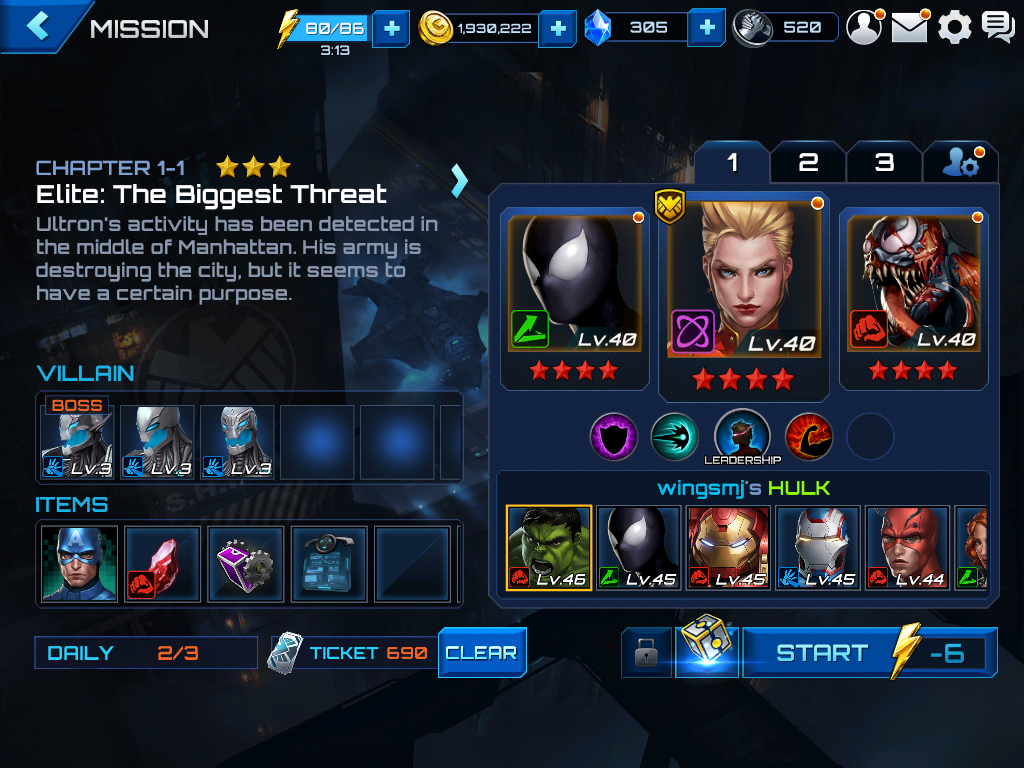 MISSION
80/86
3:13
1,930,222
305
520
CHAPTER 1-1
Elite: The Biggest Threat
Ultron's activity has been detected in
the middle of Manhattan. His army is
destroying the city, but it seems to
have a certain purpose.
VILLAIN
BOSS
Lv.3
Lv.3
Lv.3
ITEMS
DAILY 2/3
TICKET 690
CLEAR
1
2
3
Lv.40
Lv.40
Lv.40
LEADERSHIP
wingsmj's HULK
Lv.46
Lv.45
Lv.45
Lv.45
Lv.44
START -6